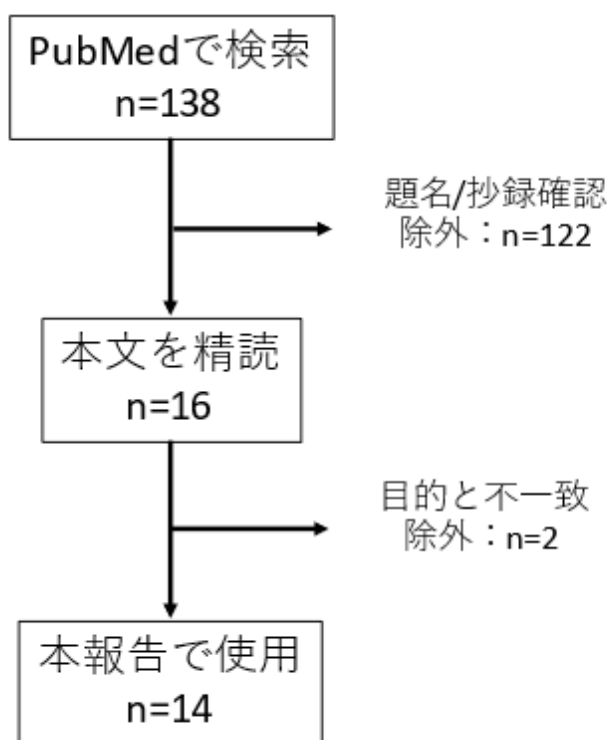 PubMedで検索
n=138
題名/抄録確認
除外：n=122
本文を精読
n=16
目的と不一致
除外：n=2
本報告で使用
n=14